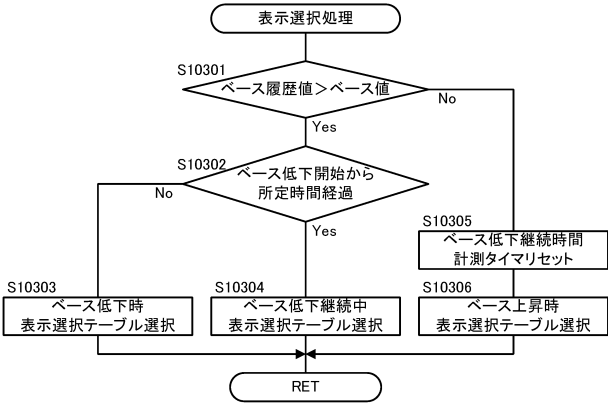 表示選択処理
S10301
ベース履歴値＞ベース値
No
Yes
S10302
ベース低下開始から
所定時間経過
No
Yes
S10305
ベース低下継続時間
計測タイマリセット
S10303
ベース低下時
表示選択テーブル選択
S10304
ベース低下継続中
表示選択テーブル選択
S10306
ベース上昇時
表示選択テーブル選択
RET